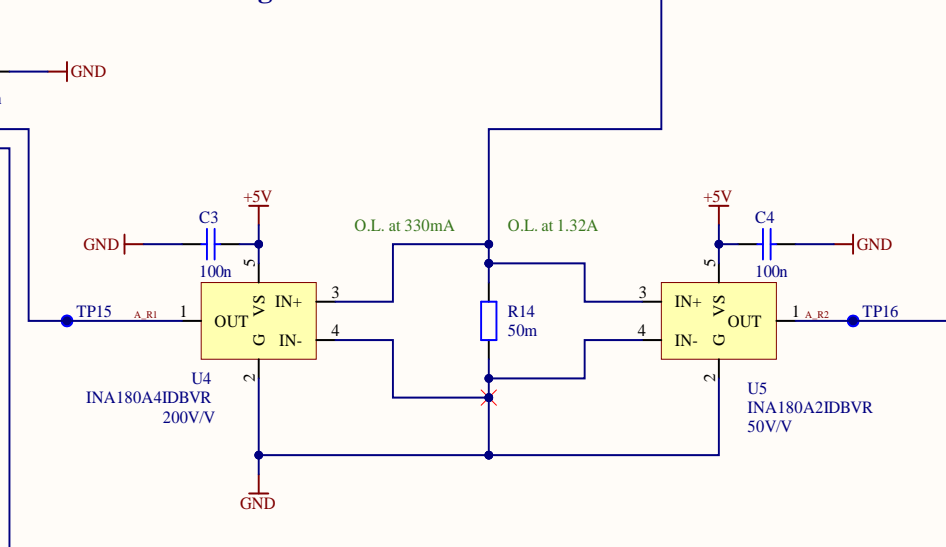 GND
+5V
+5V
C3
O.L. at 330mA
O.L. at 1.32A
C4
GND
GND
5
100n
5
100n
3
3
TP15
A_R1
1
IN+
VS
OUT
R14
50m
IN+
VS
OUT
1
A_R2
TP16
4
4
G
IN-
IN-
G
2
2
U4
INA180A4IDBVR
200V/V
U5
INA180A2IDBVR
50V/V
GND